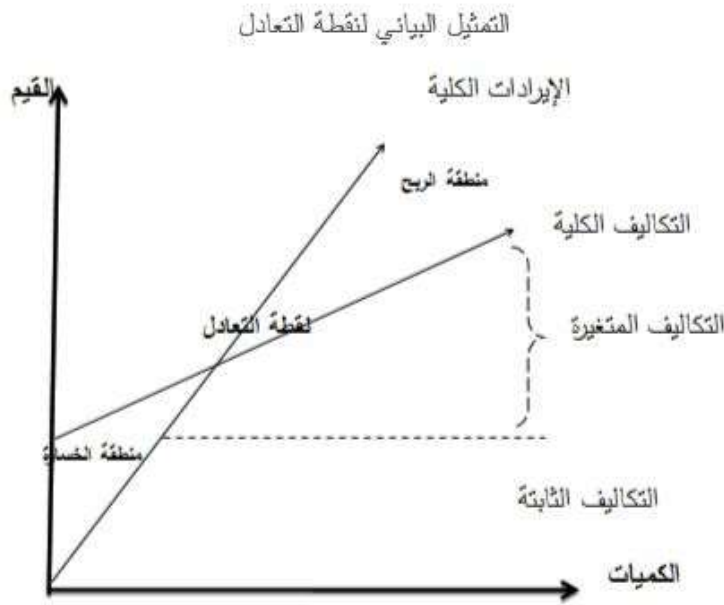 التمثيل البياني لنقطة التعادل
الإيرادات الكلية
القيم
منطقة الربح
التكاليف الكلية
نقطة التعادل
التكاليف المتغيرة
منطقة الخسارة
التكاليف الثابتة
الكميات